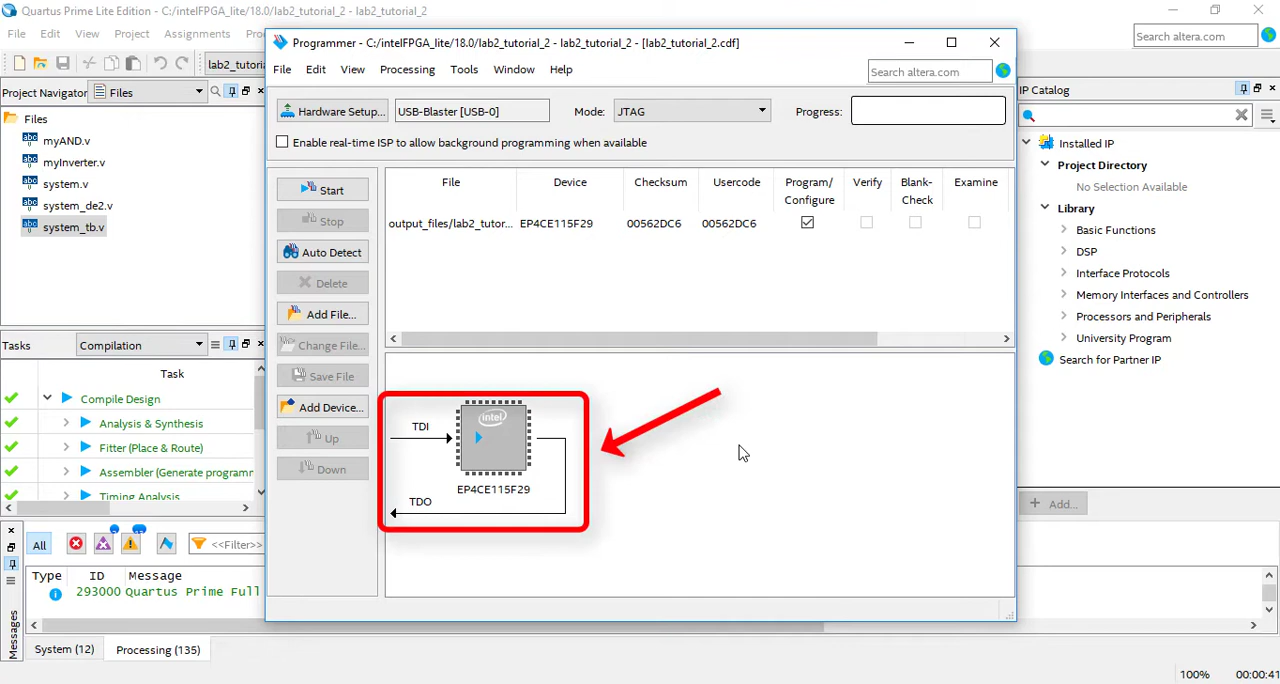 Quartus Prime Lite Edition - C:/intelFPGA_lite/18.0/lab2_tutorial_2 - lab2_tutorial_2
File Edit View Project Assignments
Search altera.com
Programmer - C:/intelFPGA_lite/18.0/lab2_tutorial_2 - lab2_tutorial_2 - [lab2_tutorial_2.cdf]
File Edit View Processing Tools Window Help
Search altera.com
Hardware Setup... USB-Blaster [USB-0] Mode: JTAG Progress:
Enable real-time ISP to allow background programming when available
Start
Stop
Auto Detect
Delete
Add File...
Change File...
Save File
Add Device...
Up
Down
File Device Checksum Usercode Program/ Verify Blank- Examine
Configure Check
output_files/lab2_tutor... EP4CE115F29 00562DC6 00562DC6
TDI
intel
EP4CE115F29
TDO
Project Navigator Files
Files
myAND.v
myInverter.v
system.v
system_de2.v
system_tb.v
Tasks Compilation
Task
Compile Design
Analysis & Synthesis
Fitter (Place & Route)
Assembler (Generate programm
Timing Analysis
IP Catalog
Installed IP
Project Directory
No Selection Available
Library
Basic Functions
DSP
Interface Protocols
Memory Interfaces and Controllers
Processors and Peripherals
University Program
Search for Partner IP
+ Add...
All <<Filter>>
Type ID Message
293000 Quartus Prime Full
Messages
System (12) Processing (135)
100% 00:00:41